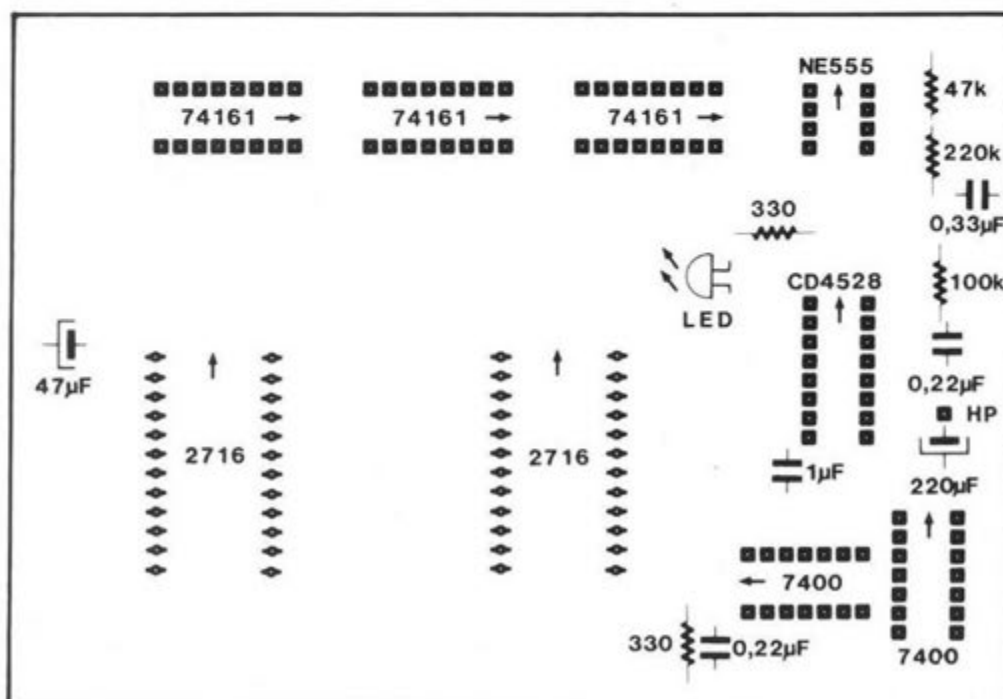 NE555
74161
74161
74161
47k
220k
0,33µF
330
LED
CD4528
100k
47µF
0,22µF
HP
2716
2716
1µF
220µF
7400
330
0,22µF
7400